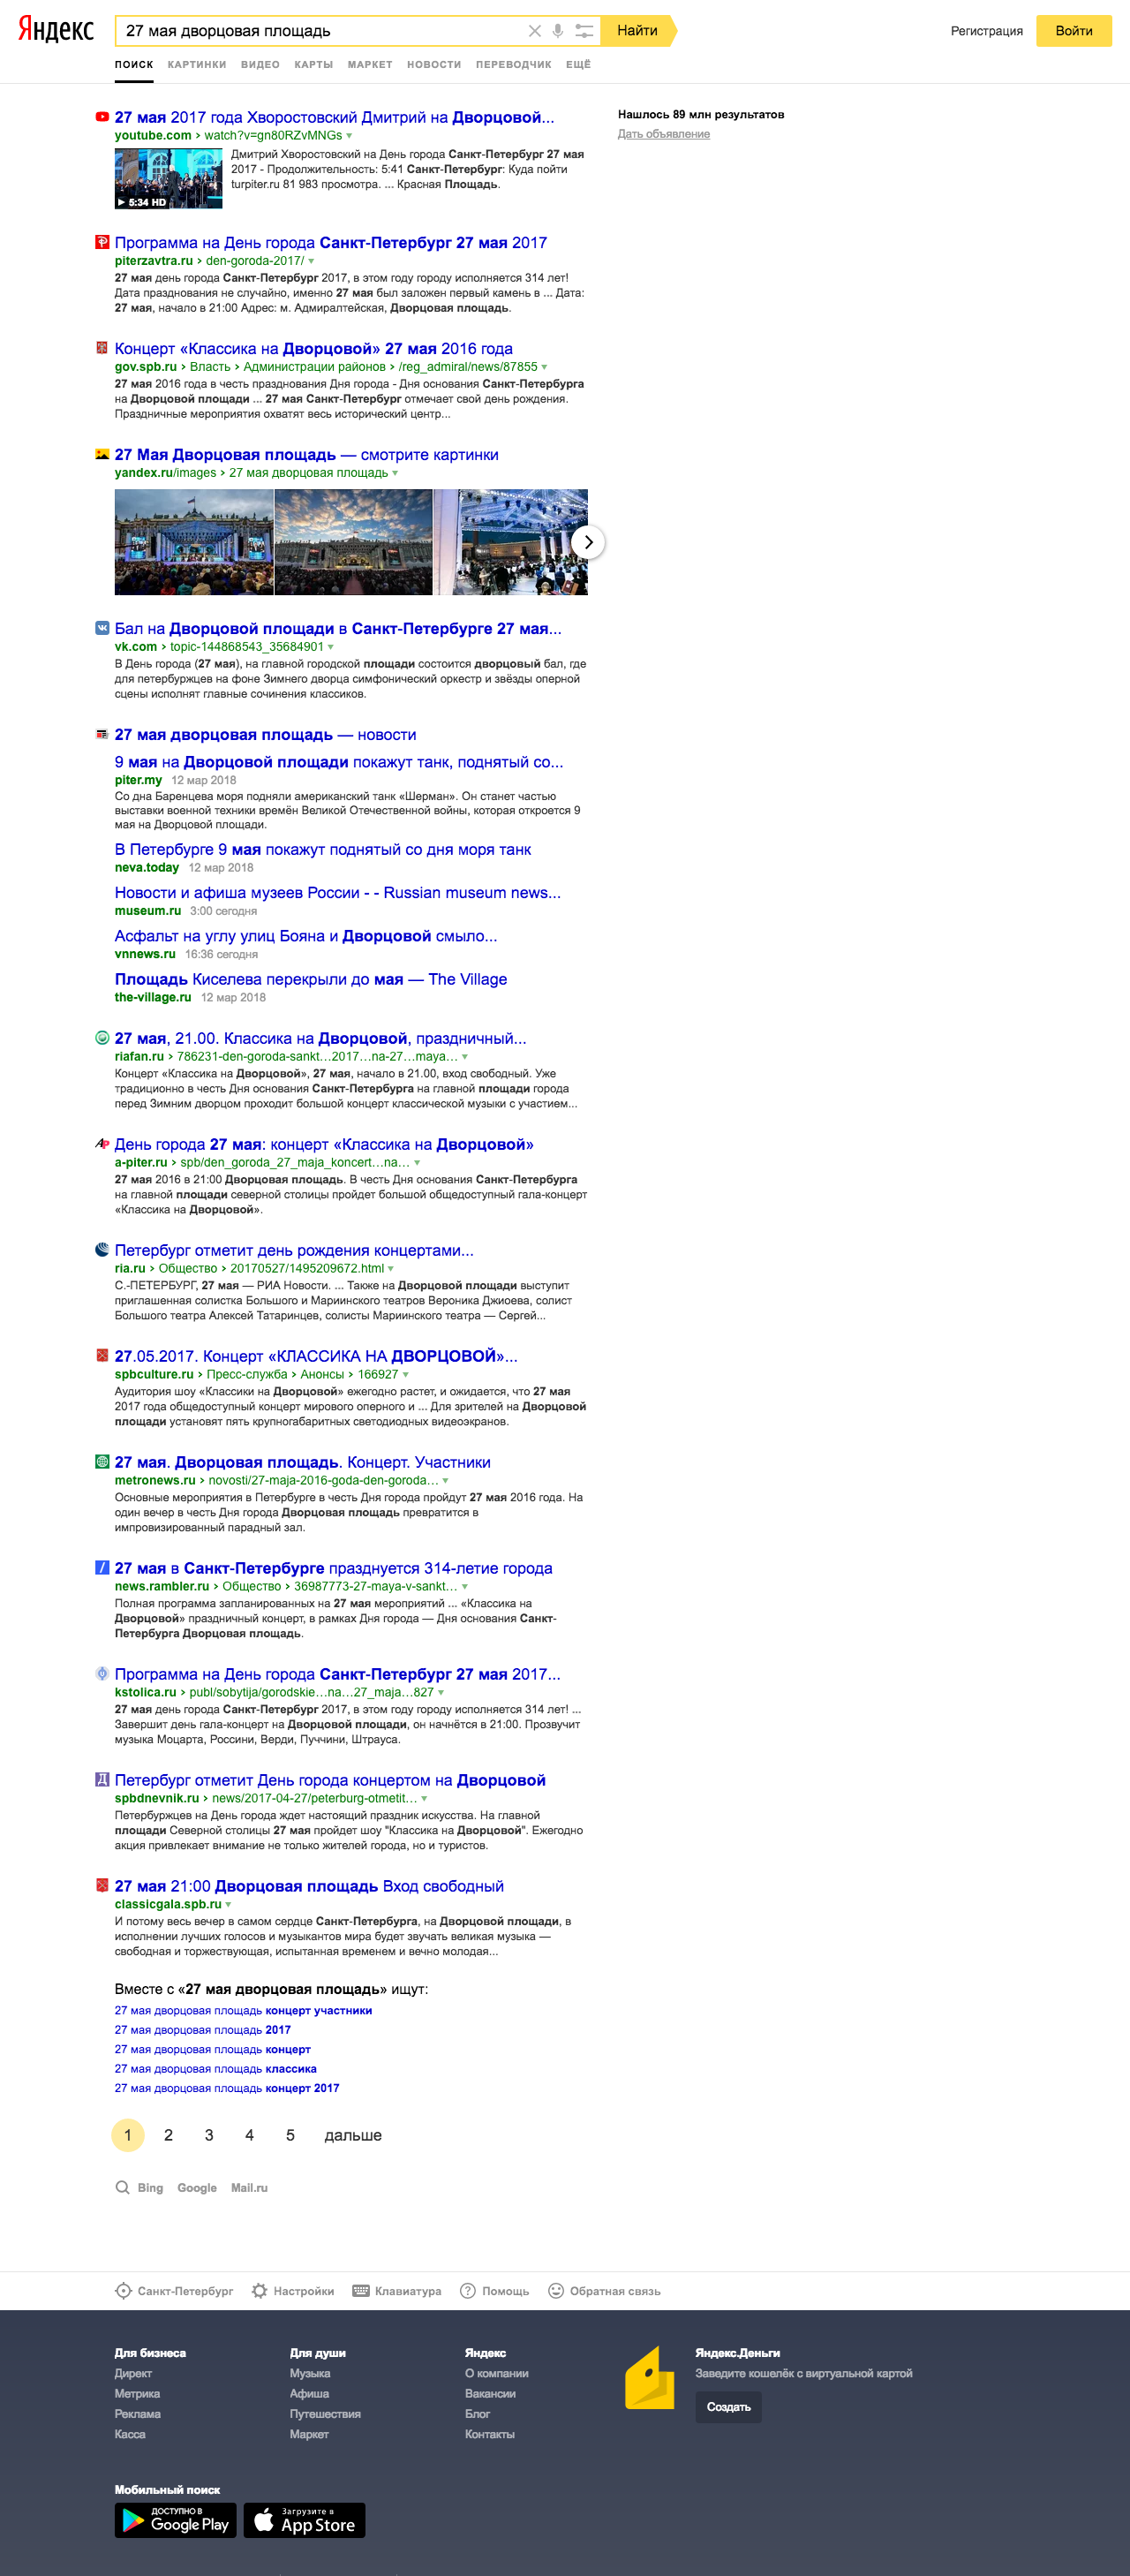 Яндекс
27 мая дворцовая площадь
Найти
Регистрация
Войти
ПОИСК КАРТИНКИ ВИДЕО КАРТЫ МАРКЕТ НОВОСТИ ПЕРЕВОДЧИК ЕЩЁ
27 мая 2017 года Хворостовский Дмитрий на Дворцовой...
youtube.com › watch?v=gn80RZvMNGs
5:34 HD
Дмитрий Хворостовский на День города Санкт-Петербург 27 мая
2017 - Продолжительность: 5:41 Санкт-Петербург: Куда пойти
turpiter.ru 81 983 просмотра. ... Красная Площадь.
Нашлось 89 млн результатов
Дать объявление
Программа на День города Санкт-Петербург 27 мая 2017
piterzavtra.ru › den-goroda-2017/
27 мая день города Санкт-Петербург 2017, в этом году городу исполняется 314 лет!
Дата празднования не случайно, именно 27 мая был заложен первый камень в ... Дата:
27 мая, начало в 21:00 Адрес: м. Адмиралтейская, Дворцовая площадь.
Концерт «Классика на Дворцовой» 27 мая 2016 года
gov.spb.ru › Власть › Администрации районов › /reg_admiral/news/87855
27 мая 2016 года в честь празднования Дня города - Дня основания Санкт-Петербурга
на Дворцовой площади ... 27 мая Санкт-Петербург отмечает свой день рождения.
Праздничные мероприятия охватят весь исторический центр...
27 Мая Дворцовая площадь — смотрите картинки
yandex.ru/images › 27 мая дворцовая площадь
Бал на Дворцовой площади в Санкт-Петербурге 27 мая...
vk.com › topic-144868543_35684901
В День города (27 мая), на главной городской площади состоится дворцовый бал, где
для петербуржцев на фоне Зимнего дворца симфонический оркестр и звёзды оперной
сцены исполнят главные сочинения классиков.
27 мая дворцовая площадь — новости
9 мая на Дворцовой площади покажут танк, поднятый со...
piter.my 12 мар 2018
Со дна Баренцева моря подняли американский танк «Шерман». Он станет частью
выставки военной техники времён Великой Отечественной войны, которая откроется 9
мая на Дворцовой площади.
В Петербурге 9 мая покажут поднятый со дня моря танк
neva.today 12 мар 2018
Новости и афиша музеев России - - Russian museum news...
museum.ru 3:00 сегодня
Асфальт на углу улиц Бояна и Дворцовой смыло...
vnnews.ru 16:36 сегодня
Площадь Киселева перекрыли до мая — The Village
the-village.ru 12 мар 2018
27 мая, 21.00. Классика на Дворцовой, праздничный...
riafan.ru › 786231-den-goroda-sankt…2017…na-27…maya…
Концерт «Классика на Дворцовой», 27 мая, начало в 21.00, вход свободный. Уже
традиционно в честь Дня основания Санкт-Петербурга на главной площади города
перед Зимним дворцом проходит большой концерт классической музыки с участием...
День города 27 мая: концерт «Классика на Дворцовой»
a-piter.ru › spb/den_goroda_27_maja_koncert…na…
27 мая 2016 в 21:00 Дворцовая площадь. В честь Дня основания Санкт-Петербурга
на главной площади северной столицы пройдет большой общедоступный гала-концерт
«Классика на Дворцовой».
Петербург отметит день рождения концертами...
ria.ru › Общество › 20170527/1495209672.html
С.-ПЕТЕРБУРГ, 27 мая — РИА Новости. ... Также на Дворцовой площади выступит
приглашенная солистка Большого и Мариинского театров Вероника Джиоева, солист
Большого театра Алексей Татаринцев, солисты Мариинского театра — Сергей...
27.05.2017. Концерт «КЛАССИКА НА ДВОРЦОВОЙ»...
spbculture.ru › Пресс-служба › Анонсы › 166927
Аудитория шоу «Классики на Дворцовой» ежегодно растет, и ожидается, что 27 мая
2017 года общедоступный концерт мирового оперного и ... Для зрителей на Дворцовой
площади установят пять крупногабаритных светодиодных видеоэкранов.
27 мая. Дворцовая площадь. Концерт. Участники
metronews.ru › novosti/27-maja-2016-goda-den-goroda…
Основные мероприятия в Петербурге в честь Дня города пройдут 27 мая 2016 года. На
один вечер в честь Дня города Дворцовая площадь превратится в
импровизированный парадный зал.
27 мая в Санкт-Петербурге празднуется 314-летие города
news.rambler.ru › Общество › 36987773-27-maya-v-sankt…
Полная программа запланированных на 27 мая мероприятий ... «Классика на
Дворцовой» праздничный концерт, в рамках Дня города — Дня основания Санкт-
Петербурга Дворцовая площадь.
Программа на День города Санкт-Петербург 27 мая 2017...
kstolica.ru › publ/sobytija/gorodskie…na…27_maja…827
27 мая день города Санкт-Петербург 2017, в этом году городу исполняется 314 лет! ...
Завершит день гала-концерт на Дворцовой площади, он начнётся в 21:00. Прозвучит
музыка Моцарта, Россини, Верди, Пуччини, Штрауса.
Петербург отметит День города концертом на Дворцовой
spbdnevnik.ru › news/2017-04-27/peterburg-otmetit…
Петербуржцев на День города ждет настоящий праздник искусства. На главной
площади Северной столицы 27 мая пройдет шоу "Классика на Дворцовой". Ежегодно
акция привлекает внимание не только жителей города, но и туристов.
27 мая 21:00 Дворцовая площадь Вход свободный
classicgala.spb.ru
И потому весь вечер в самом сердце Санкт-Петербурга, на Дворцовой площади, в
исполнении лучших голосов и музыкантов мира будет звучать великая музыка —
свободная и торжествующая, испытанная временем и вечно молодая...
Вместе с «27 мая дворцовая площадь» ищут:
27 мая дворцовая площадь концерт участники
27 мая дворцовая площадь 2017
27 мая дворцовая площадь концерт
27 мая дворцовая площадь классика
27 мая дворцовая площадь концерт 2017
1 2 3 4 5 дальше
Bing Google Mail.ru
Санкт-Петербург Настройки Клавиатура Помощь Обратная связь
Для бизнеса
Директ
Метрика
Реклама
Касса
Для души
Музыка
Афиша
Путешествия
Маркет
Яндекс
О компании
Вакансии
Блог
Контакты
Яндекс.Деньги
Заведите кошелёк с виртуальной картой
Создать
Мобильный поиск
ДОСТУПНО В
Google Play
Загрузите в
App Store